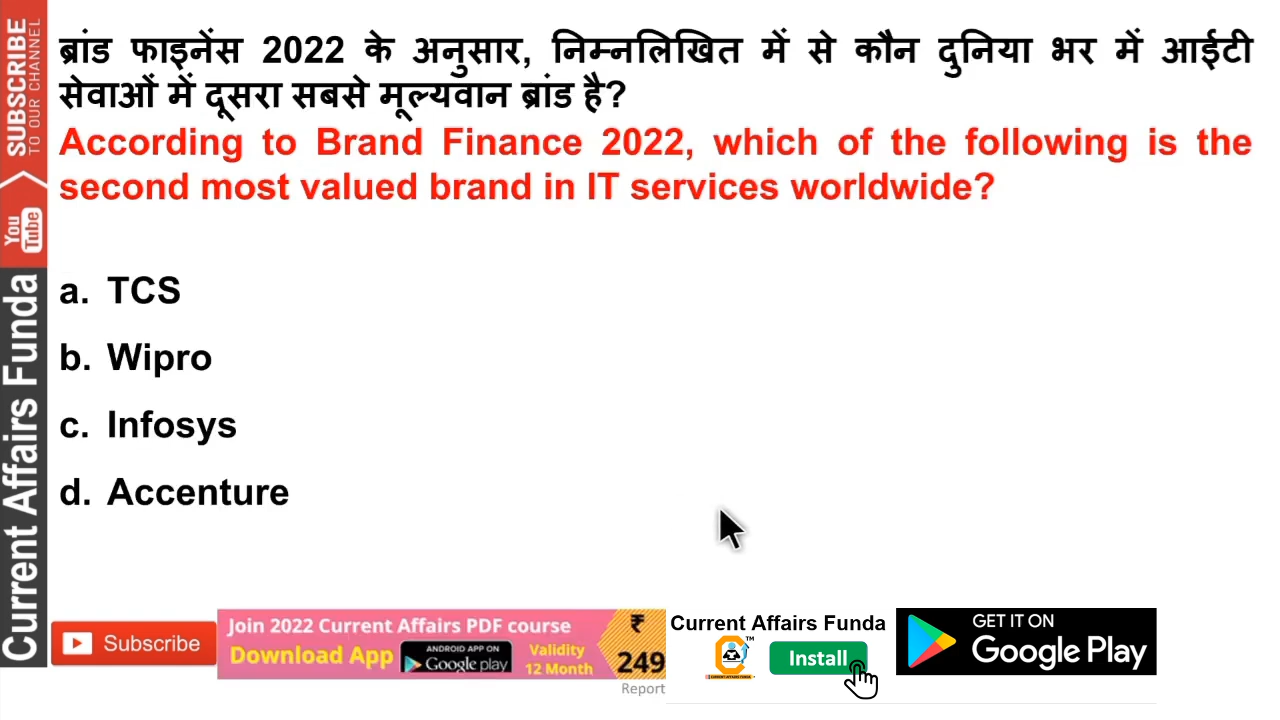 ब्रांड फाइनेंस 2022 के अनुसार, निम्नलिखित में से कौन दुनिया भर में आईटी
सेवाओं में दूसरा सबसे मूल्यवान ब्रांड है?
According to Brand Finance 2022, which of the following is the
second most valued brand in IT services worldwide?
a. TCS
b. Wipro
c. Infosys
d. Accenture
SUBSCRIBE
TO OUR CHANNEL
You
Tube
Current Affairs Funda
Subscribe
Join 2022 Current Affairs PDF course
Download App
ANDROID APP ON
Google play
Validity
12 Month
₹
249
Report
Current Affairs Funda
TM
Install
GET IT ON
Google Play